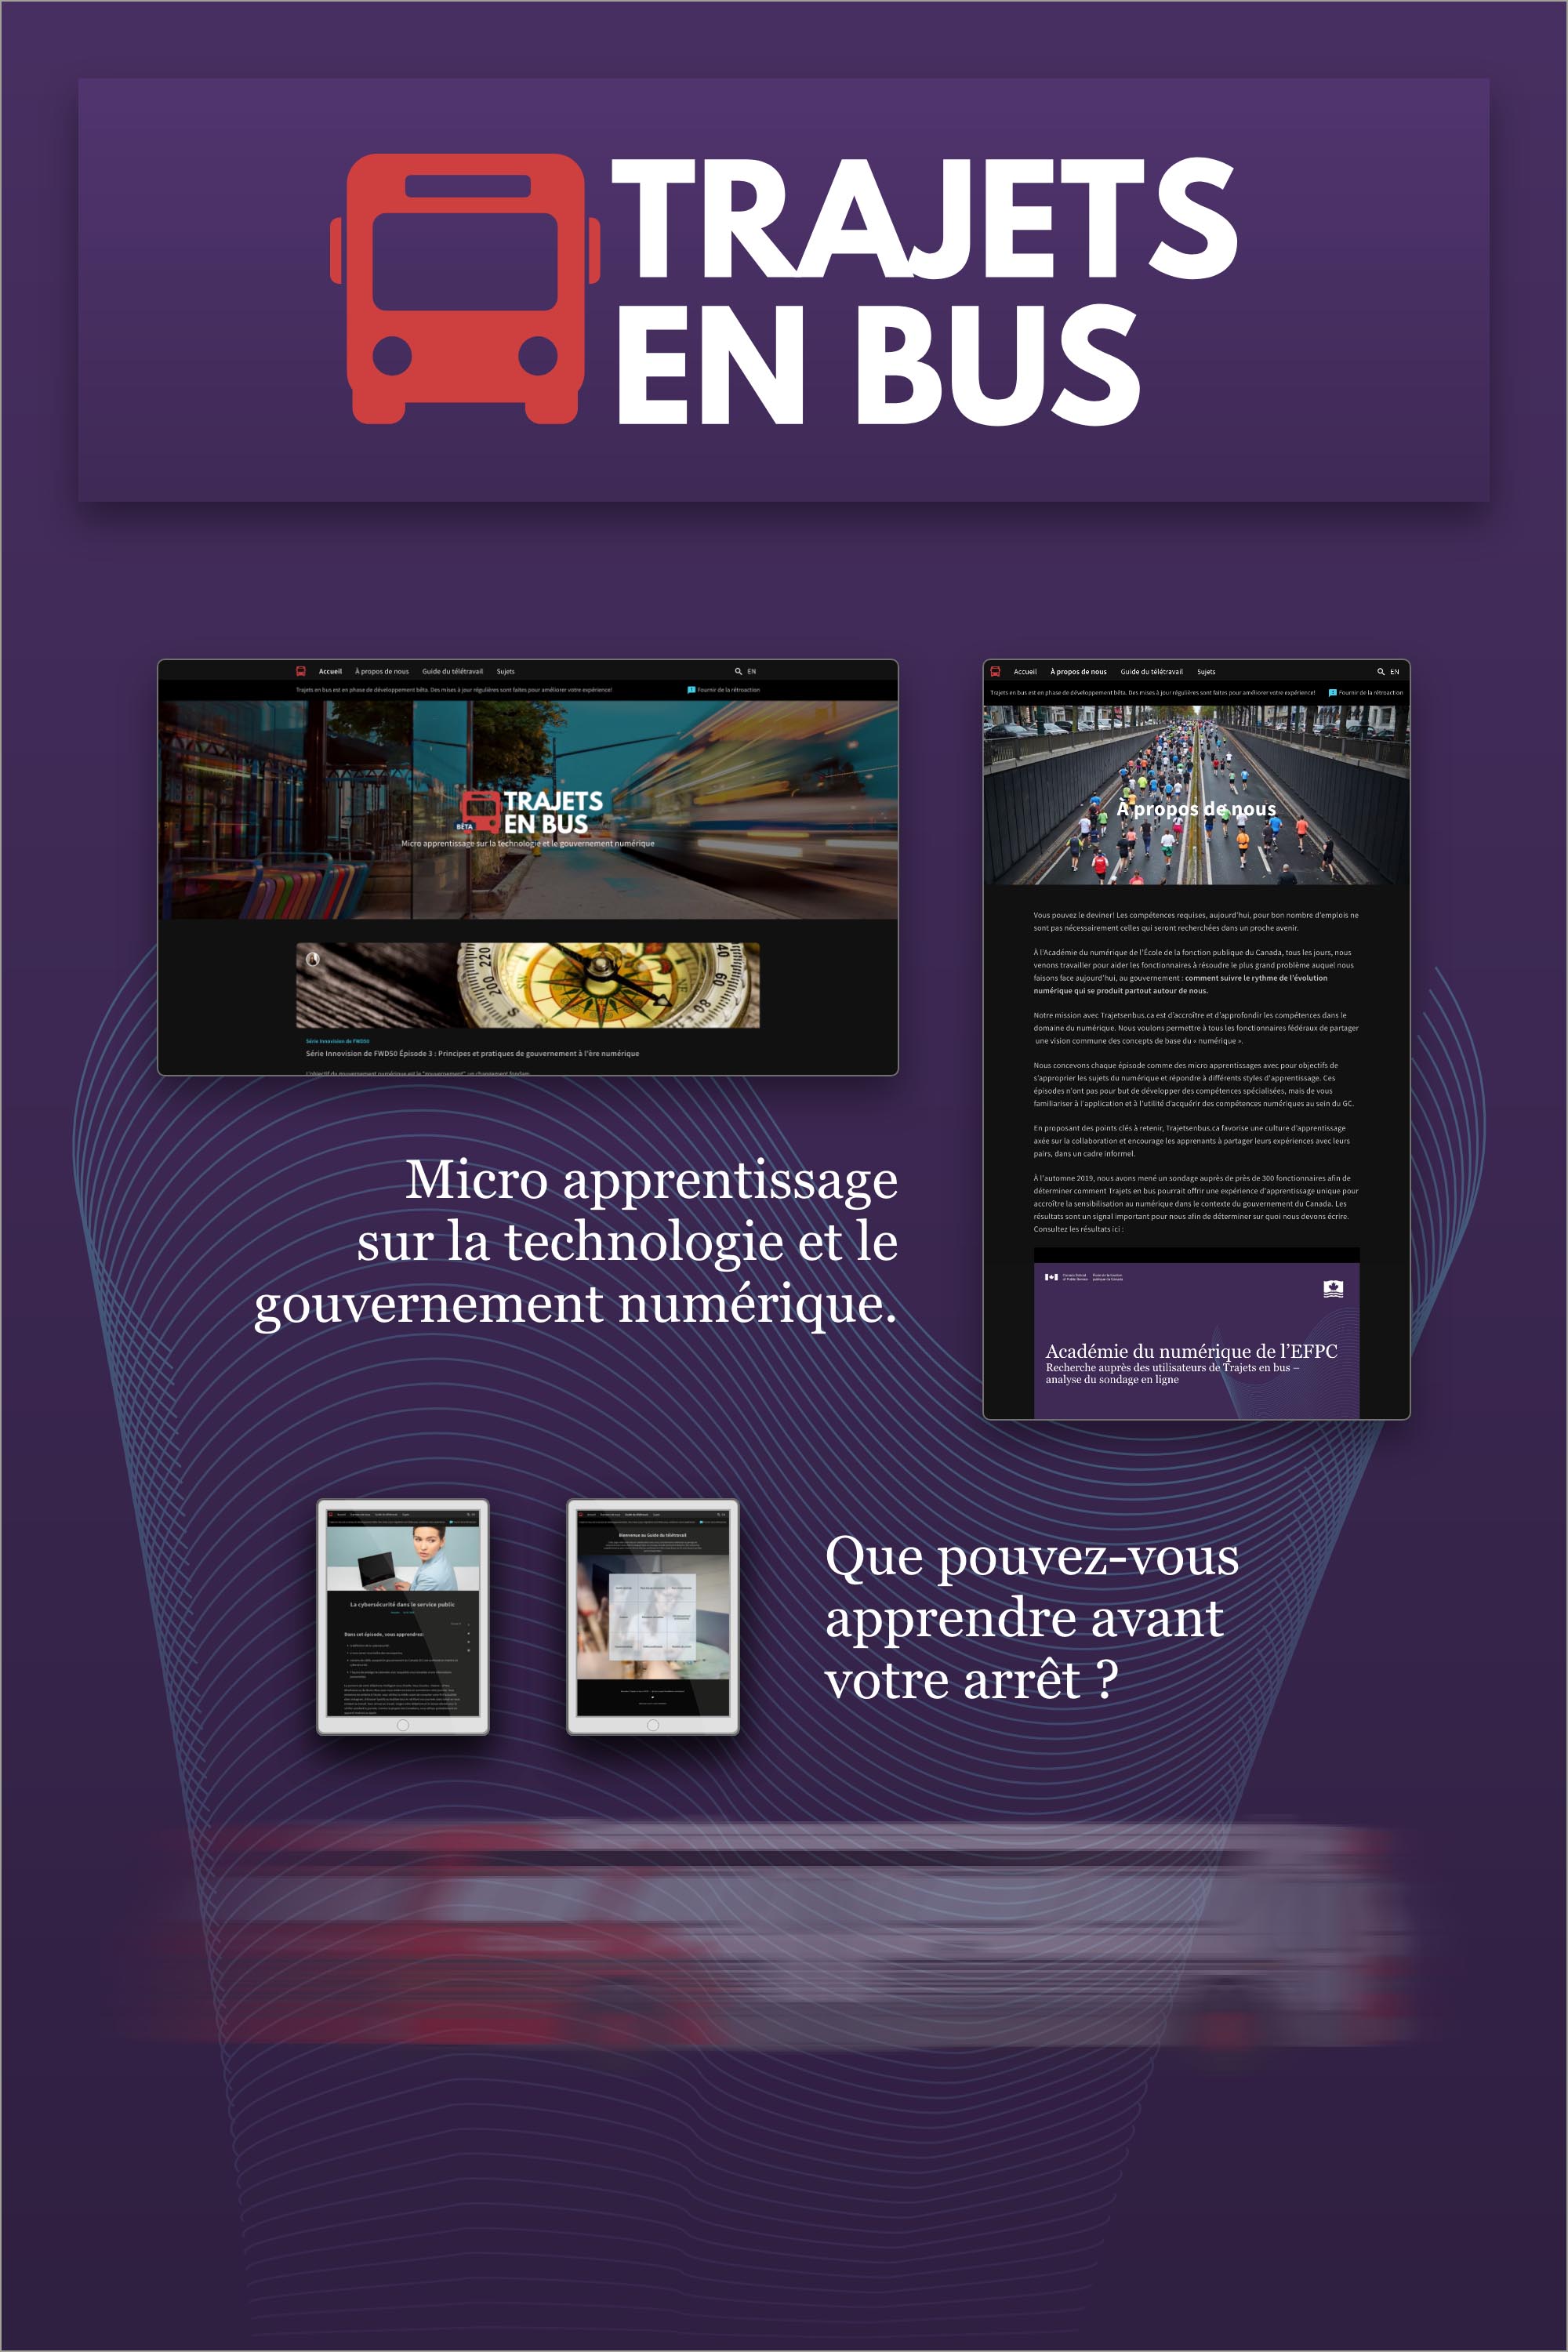 TRAJETS
EN BUS
Accueil À propos de nous Guide du télétravail Sujets EN
Trajets en bus est en phase de développement bêta. Des mises à jour régulières sont faites pour améliorer votre expérience! Fournir de la rétroaction
BÊTA
TRAJETS
EN BUS
Micro apprentissage sur la technologie et le gouvernement numérique
200 220
60 80
Série Innovision de FWD50
Série Innovision de FWD50 Épisode 3 : Principes et pratiques de gouvernement à l'ère numérique
Accueil À propos de nous Guide du télétravail Sujets EN
Trajets en bus est en phase de développement bêta. Des mises à jour régulières sont faites pour améliorer votre expérience! Fournir de la rétroaction
À propos de nous
Vous pouvez le deviner! Les compétences requises, aujourd'hui, pour bon nombre d'emplois ne
sont pas nécessairement celles qui seront recherchées dans un proche avenir.
À l'Académie du numérique de l'École de la fonction publique du Canada, tous les jours, nous
venons travailler pour aider les fonctionnaires à résoudre le plus grand problème auquel nous
faisons face aujourd'hui, au gouvernement : comment suivre le rythme de l'évolution
numérique qui se produit partout autour de nous.
Notre mission avec Trajetsenbus.ca est d'accroître et d'approfondir les compétences dans le
domaine du numérique. Nous voulons permettre à tous les fonctionnaires fédéraux de partager
une vision commune des concepts de base du « numérique ».
Nous concevons chaque épisode comme des micro apprentissages avec pour objectifs de
s'approprier les sujets du numérique et répondre à différents styles d'apprentissage. Ces
épisodes n'ont pas pour but de développer des compétences spécialisées, mais de vous
familiariser à l'application et à l'utilité d'acquérir des compétences numériques au sein du GC.
En proposant des points clés à retenir, Trajetsenbus.ca favorise une culture d'apprentissage
axée sur la collaboration et encourage les apprenants à partager leurs expériences avec leurs
pairs, dans un cadre informel.
À l'automne 2019, nous avons mené un sondage auprès de près de 300 fonctionnaires afin de
déterminer comment Trajets en bus pourrait offrir une expérience d'apprentissage unique pour
accroître la sensibilisation au numérique dans le contexte du gouvernement du Canada. Les
résultats sont un signal important pour nous afin de déterminer sur quoi nous devons écrire.
Consultez les résultats ici :
Canada School of Public Service École de la fonction publique du Canada
Académie du numérique de l'EFPC
Recherche auprès des utilisateurs de Trajets en bus –
analyse du sondage en ligne
Micro apprentissage
sur la technologie et le
gouvernement numérique.
La cybersécurité dans le service public
Dans cet épisode, vous apprendrez:
Bienvenue au Guide du télétravail
Que pouvez-vous
apprendre avant
votre arrêt ?